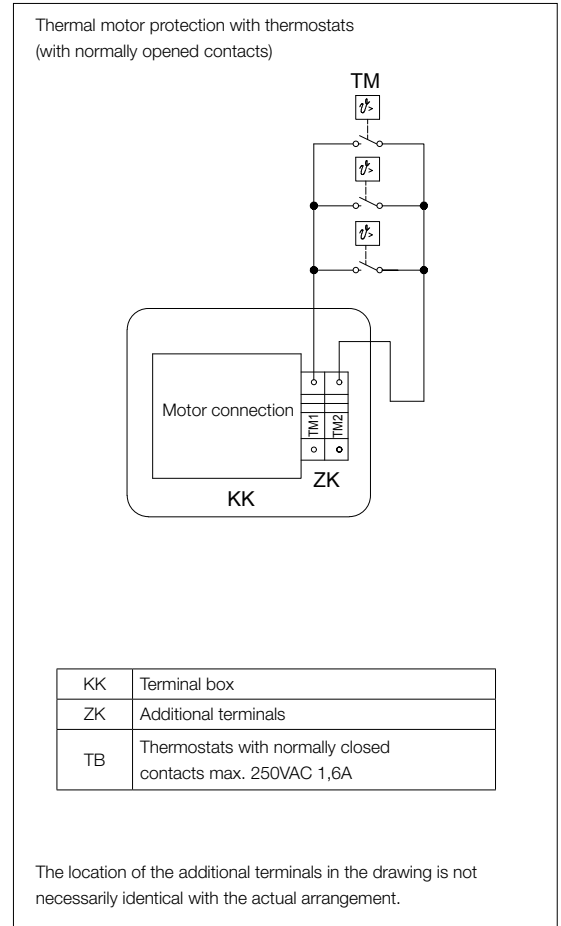 Thermal motor protection with thermostats
(with normally opened contacts)
TM
ϑ>
ϑ>
ϑ>
Motor connection
TM1
TM2
ZK
KK
KK Terminal box
ZK Additional terminals
TB Thermostats with normally closed
contacts max. 250VAC 1,6A
The location of the additional terminals in the drawing is not
necessarily identical with the actual arrangement.